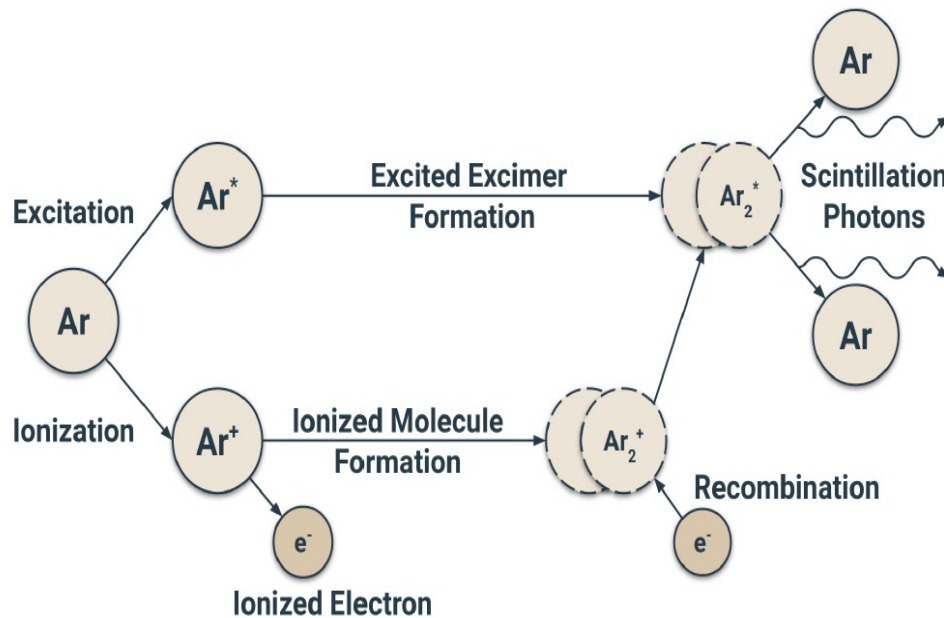 Ar
Excitation
Ar*
Excited Excimer
Formation
Ar₂*
Scintillation
Photons
Ar
Ar
Ionization
Ar⁺
Ionized Molecule
Formation
Ar₂⁺
Recombination
e⁻
e⁻
Ionized Electron